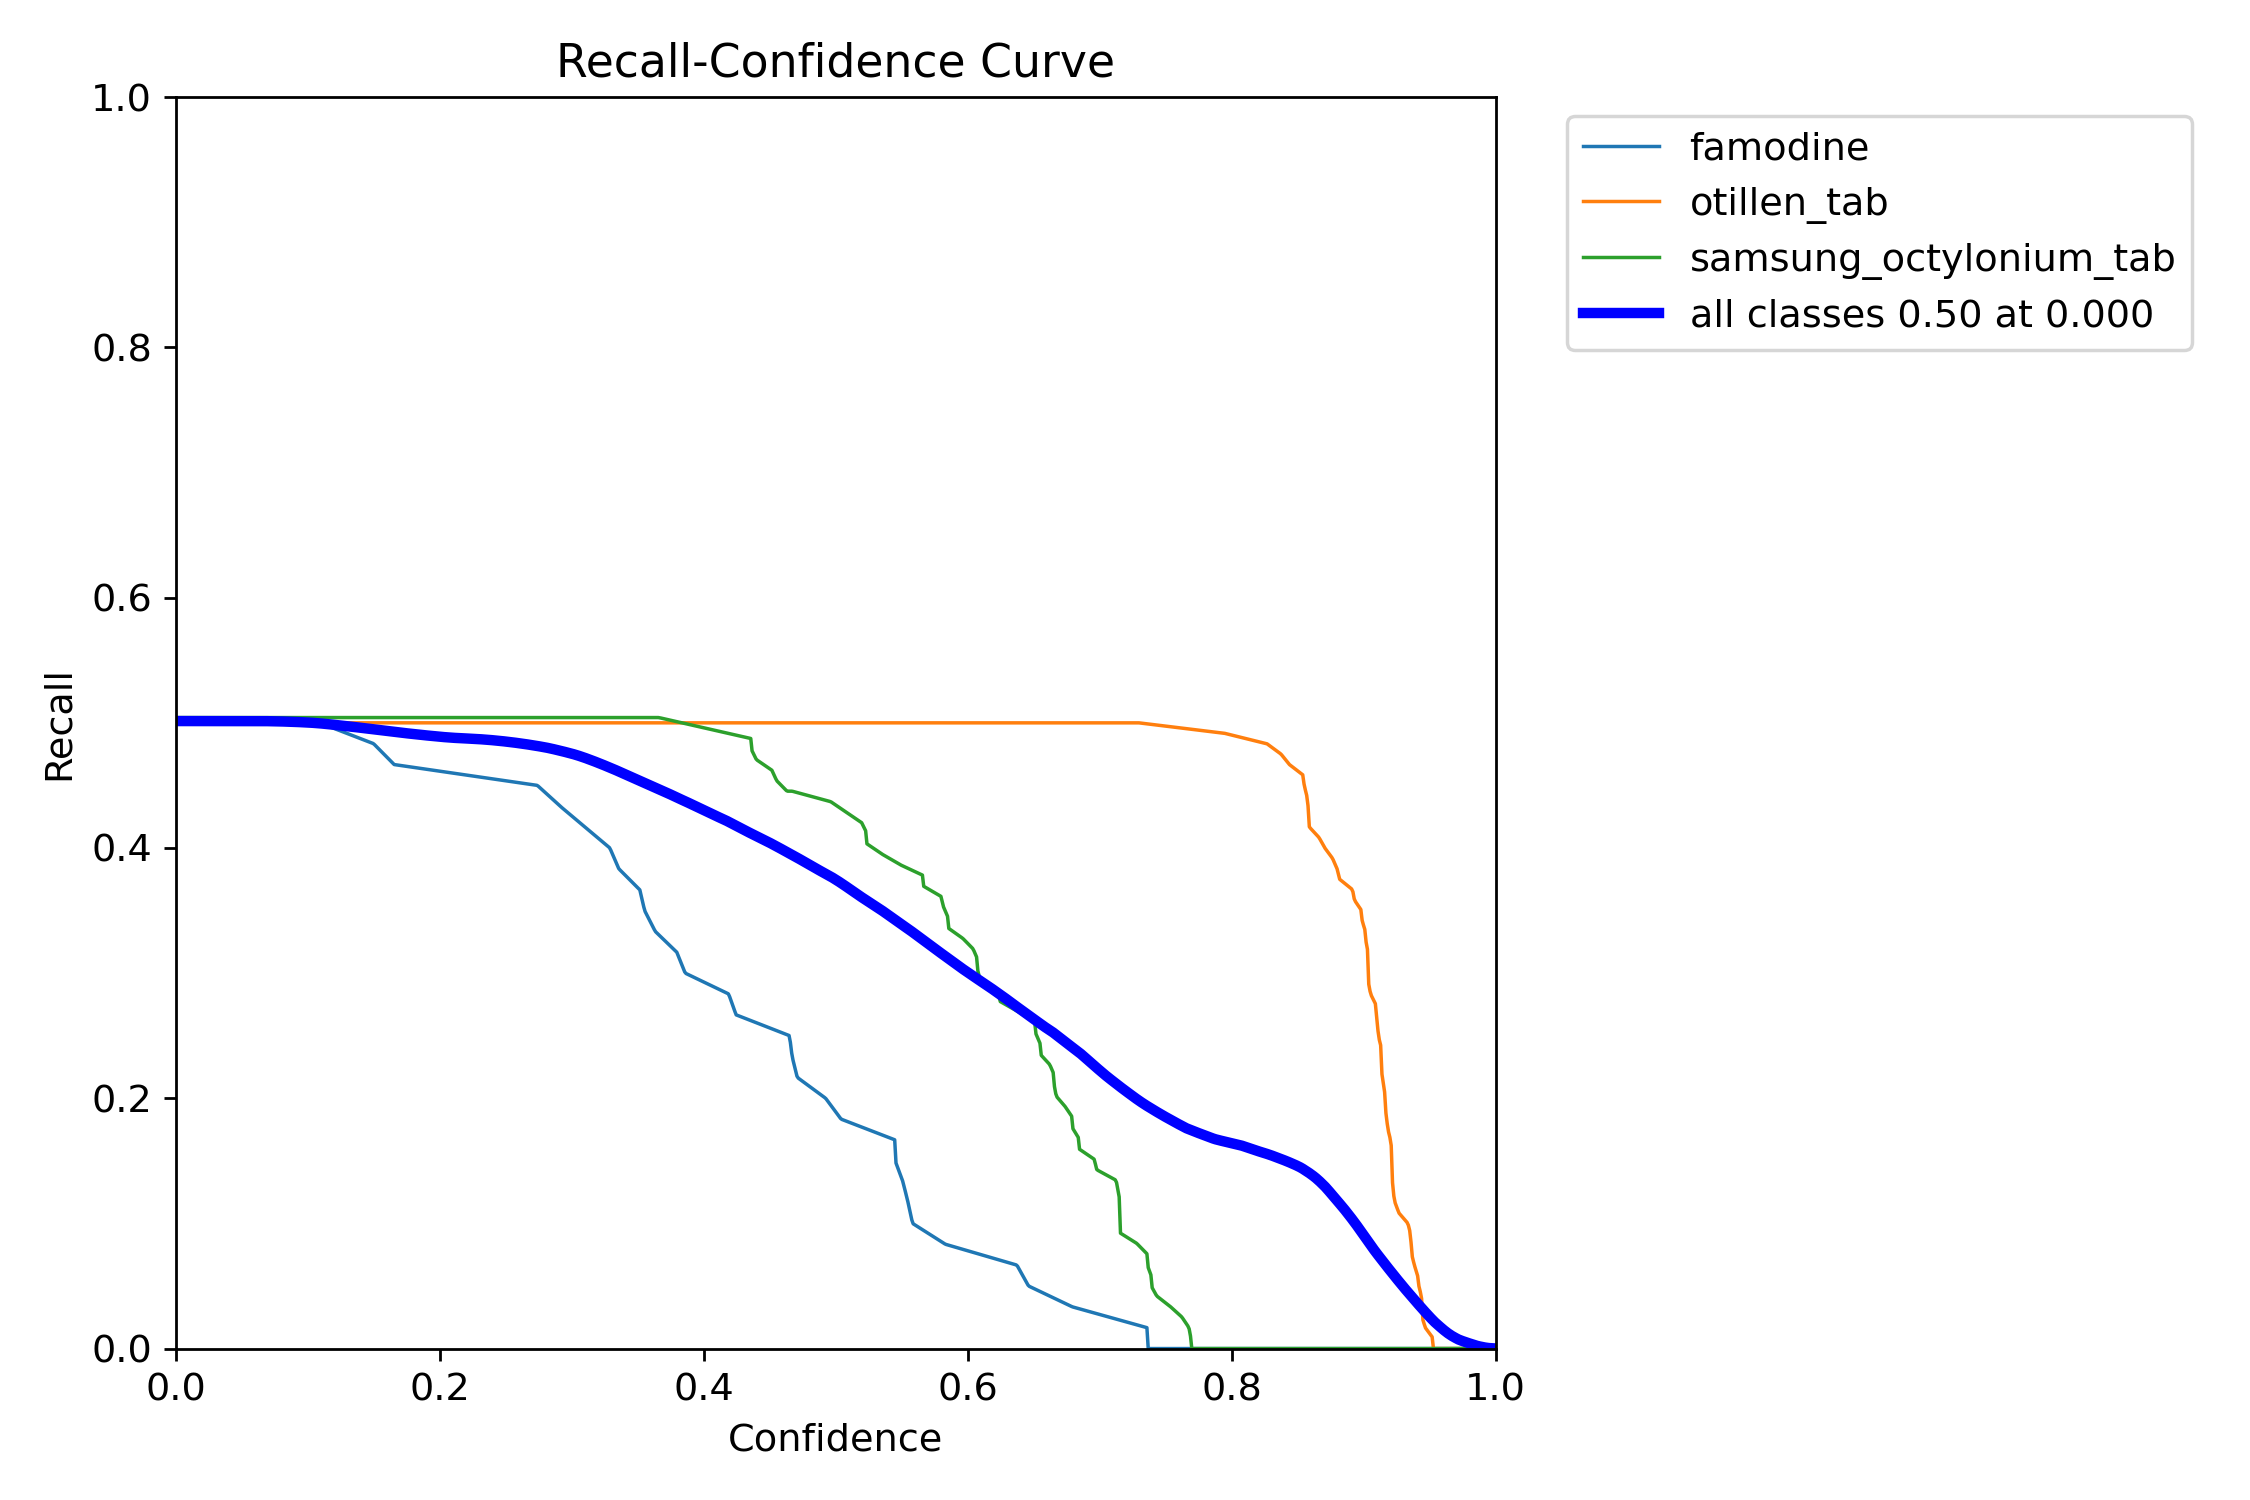 Recall-Confidence Curve
1.0
0.8
0.6
0.4
0.2
0.0
Recall
0.0 0.2 0.4 0.6 0.8 1.0
Confidence
famodine
otillen_tab
samsung_octylonium_tab
all classes 0.50 at 0.000